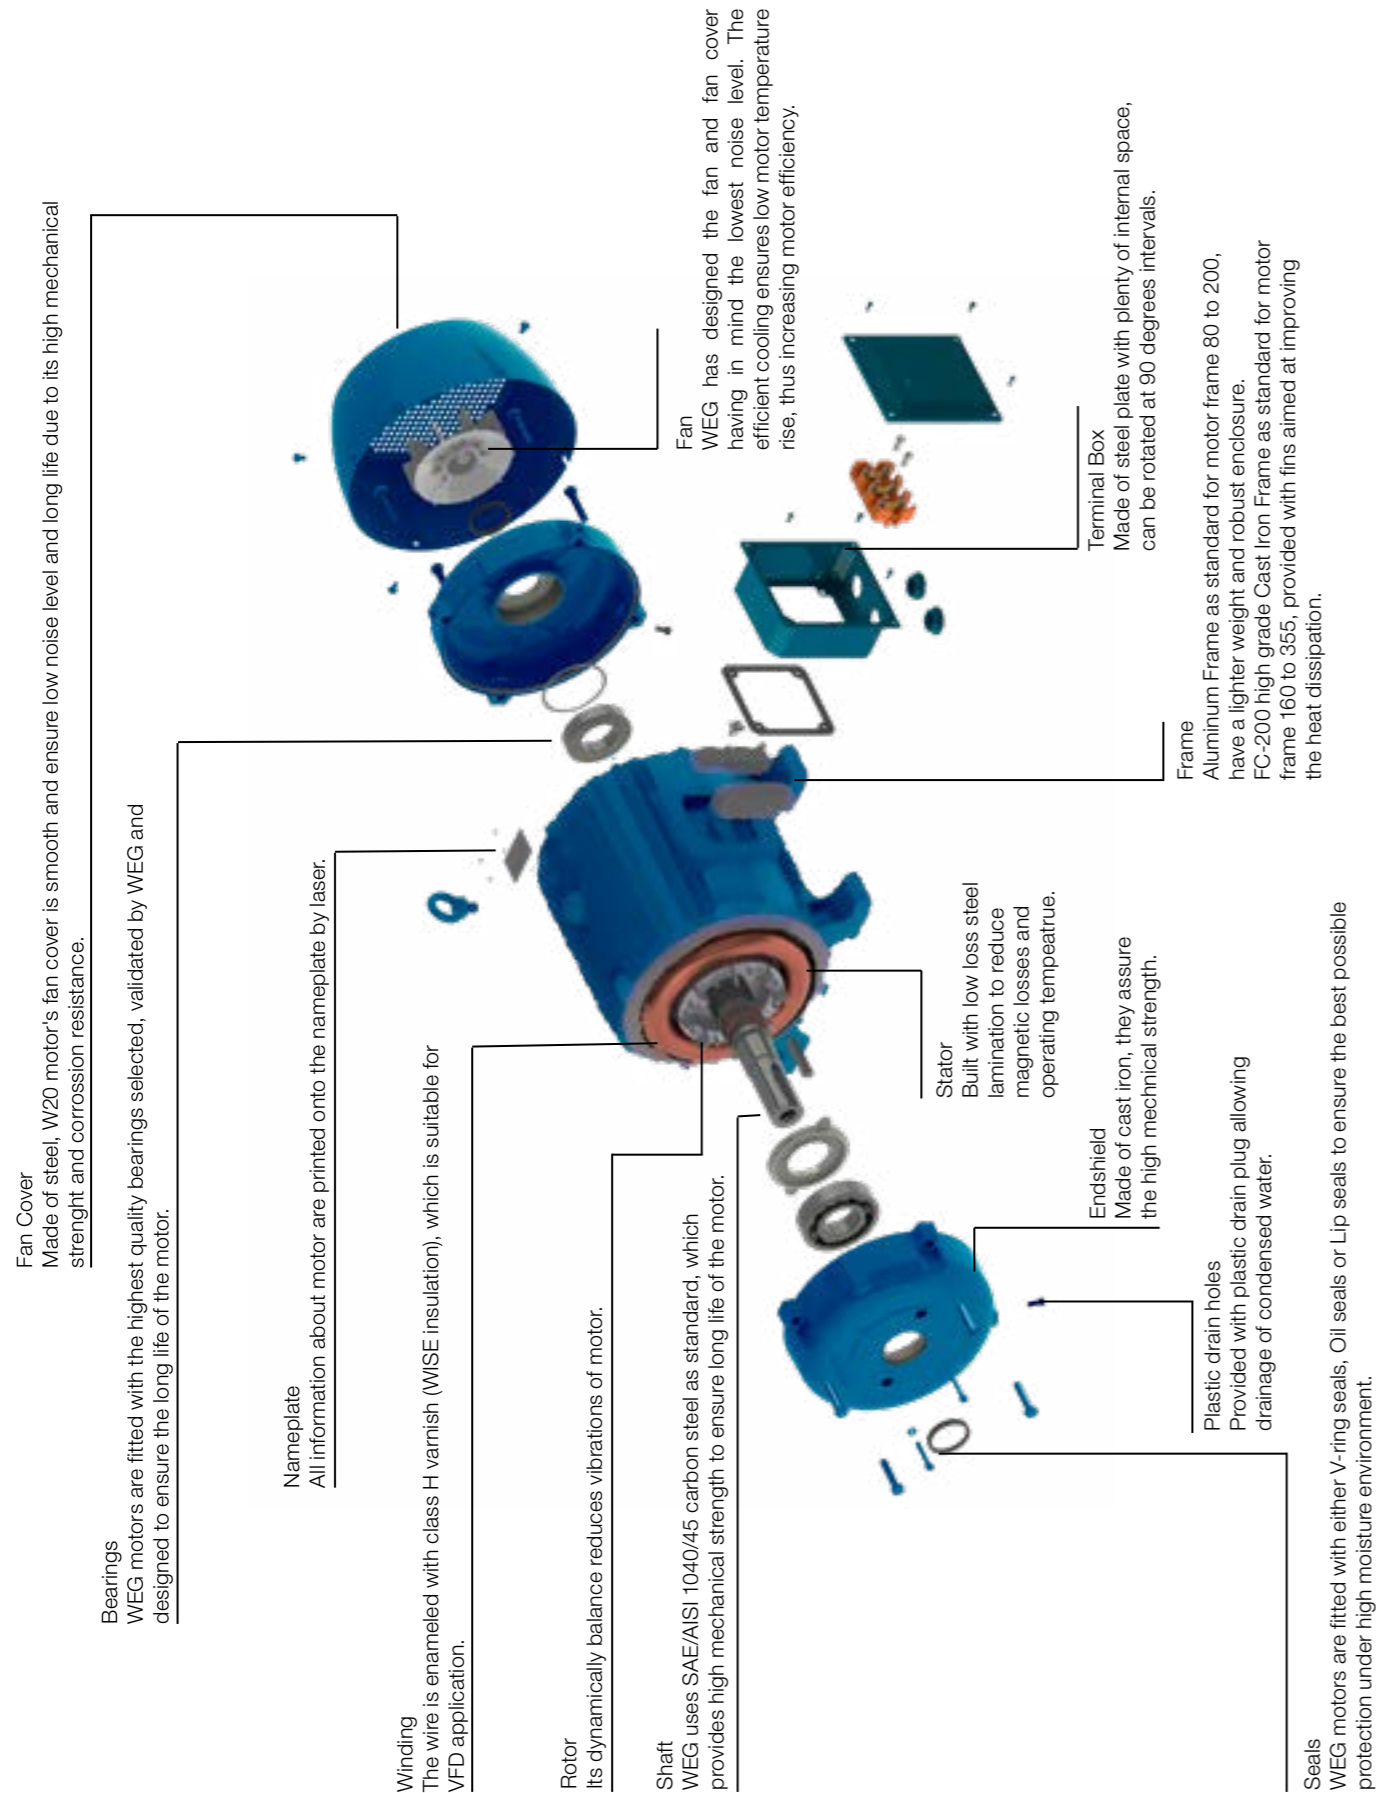 Fan Cover
Made of steel, W20 motor's fan cover is smooth and ensure low noise level and long life due to its high mechanical
strenght and corrossion resistance.
Bearings
WEG motors are fitted with the highest quality bearings selected, validated by WEG and
designed to ensure the long life of the motor.
Nameplate
All information about motor are printed onto the nameplate by laser.
Winding
The wire is enameled with class H varnish (WISE insulation), which is suitable for
VFD application.
Rotor
Its dynamically balance reduces vibrations of motor.
Shaft
WEG uses SAE/AISI 1040/45 carbon steel as standard, which
provides high mechanical strength to ensure long life of the motor.
Fan
WEG has designed the fan and fan cover
having in mind the lowest noise level. The
efficient cooling ensures low motor temperature
rise, thus increasing motor efficiency.
Stator
Built with low loss steel
lamination to reduce
magnetic losses and
operating tempeatrue.
Terminal Box
Made of steel plate with plenty of internal space,
can be rotated at 90 degrees intervals.
Endshield
Made of cast iron, they assure
the high mechnical strength.
Frame
Aluminum Frame as standard for motor frame 80 to 200,
have a lighter weight and robust enclosure.
FC-200 high grade Cast Iron Frame as standard for motor
frame 160 to 355, provided with fins aimed at improving
the heat dissipation.
Plastic drain holes
Provided with plastic drain plug allowing
drainage of condensed water.
Seals
WEG motors are fitted with either V-ring seals, Oil seals or Lip seals to ensure the best possible
protection under high moisture environment.